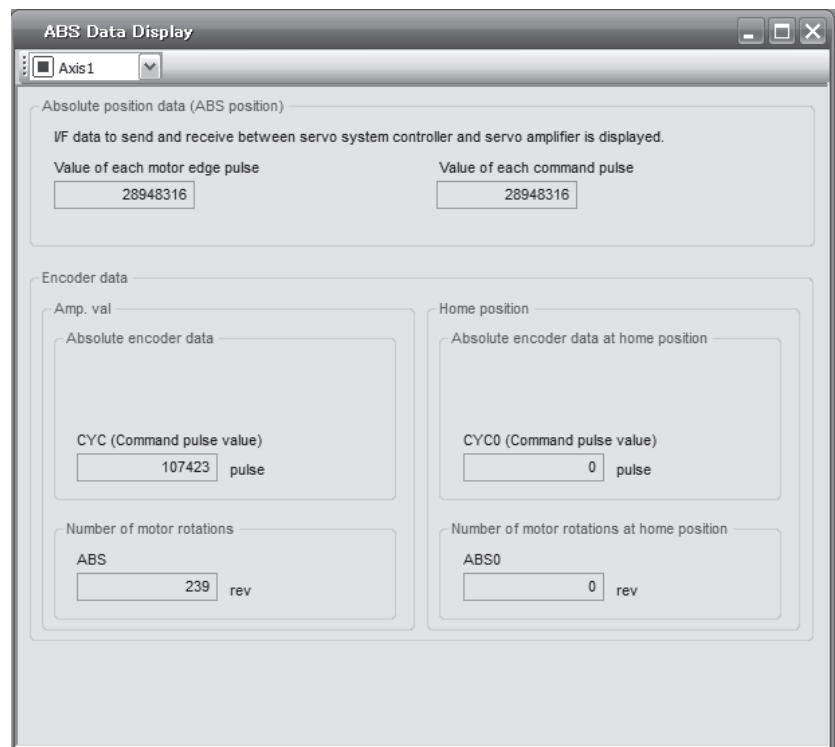 ABS Data Display
Axis1
Absolute position data (ABS position)
I/F data to send and receive between servo system controller and servo amplifier is displayed.
Value of each motor edge pulse
Value of each command pulse
28948316
28948316
Encoder data
Amp. val
Home position
Absolute encoder data
Absolute encoder data at home position
CYC (Command pulse value)
CYC0 (Command pulse value)
107423 pulse
0 pulse
Number of motor rotations
Number of motor rotations at home position
ABS
ABS0
239 rev
0 rev